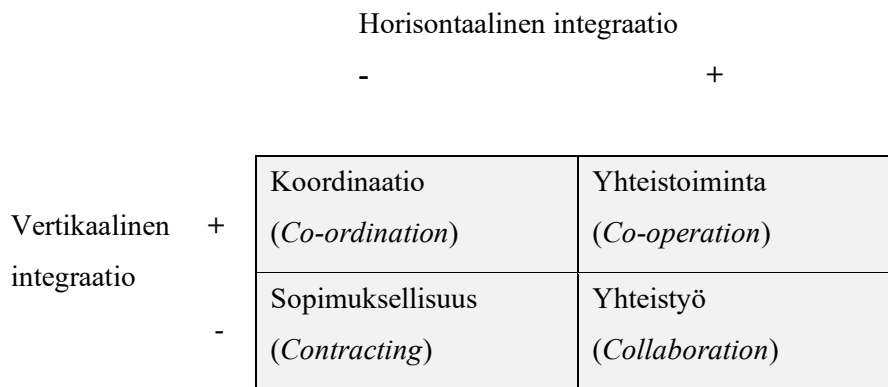 Horisontaalinen integraatio
- +
Koordinaatio Yhteistoiminta
Vertikaalinen + (Co-ordination) (Co-operation)
integraatio
Sopimuksellisuus Yhteistyö
- (Contracting) (Collaboration)